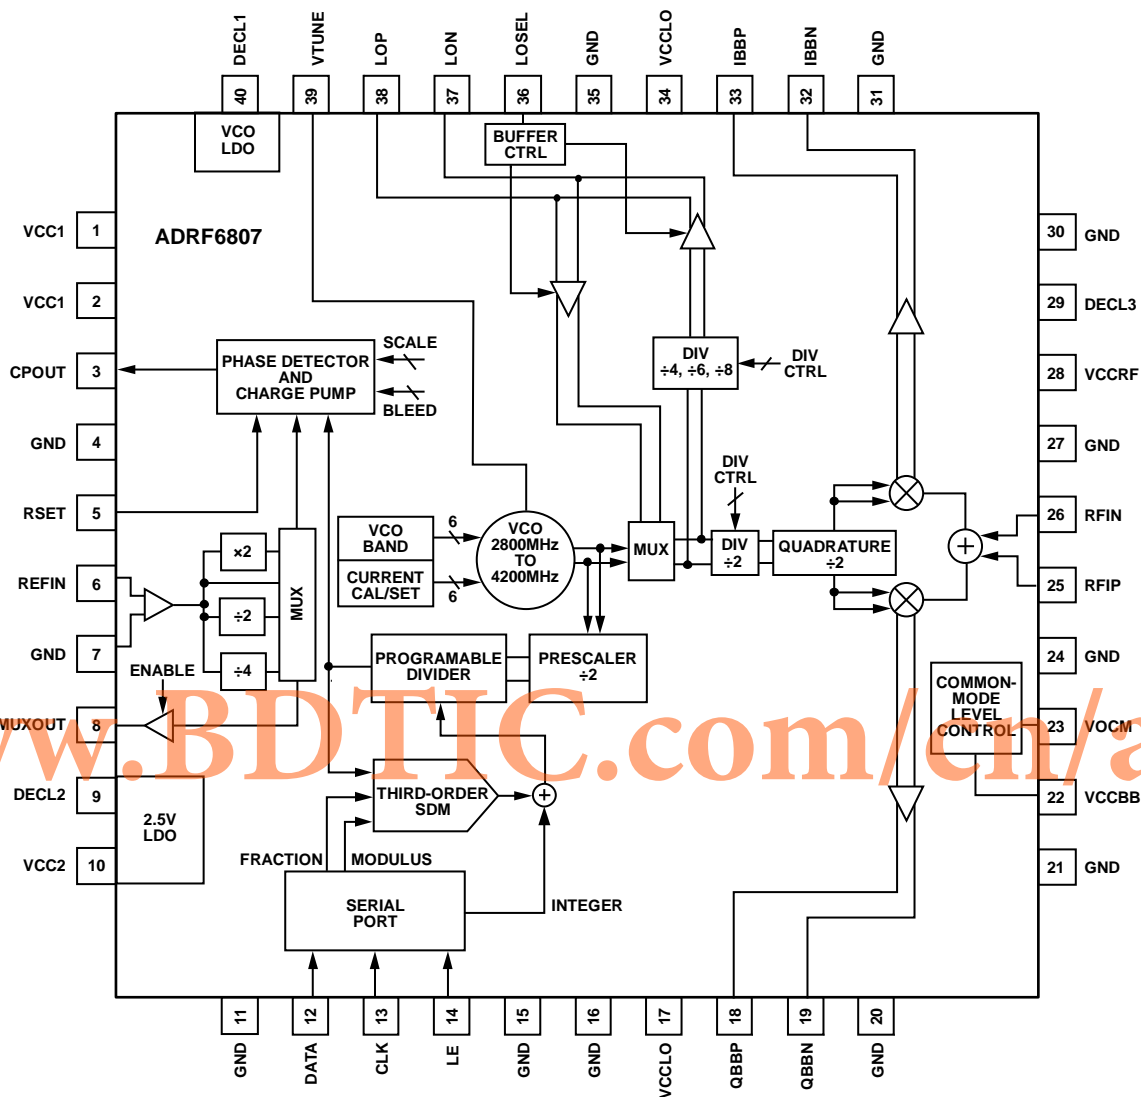 DECL1 VTUNE LOP LON LOSEL GND VCCLO IBBP IBBN GND
40 39 38 37 36 35 34 33 32 31
VCO
LDO
BUFFER
CTRL
ADRF6807
VCC1 1
VCC1 2
CPOUT 3
GND 4
RSET 5
REFIN 6
GND 7
MUXOUT 8
DECL2 9
VCC2 10
30 GND
29 DECL3
28 VCCRF
27 GND
26 RFIN
25 RFIP
24 GND
23 VOCM
22 VCCBB
21 GND
PHASE DETECTOR
AND
CHARGE PUMP
SCALE
BLEED
DIV
÷4, ÷6, ÷8
DIV
CTRL
DIV
CTRL
VCO
BAND
CURRENT
CAL/SET
6
6
VCO
2800MHz
TO
4200MHz
MUX
DIV
÷2
QUADRATURE
÷2
×2
÷2
÷4
MUX
ENABLE
PROGRAMABLE
DIVIDER
PRESCALER
÷2
COMMON-
MODE
LEVEL
CONTROL
w.BDTIC.com/cn/a
2.5V
LDO
THIRD-ORDER
SDM
+
+
FRACTION
MODULUS
INTEGER
SERIAL
PORT
11 12 13 14 15 16 17 18 19 20
GND DATA CLK LE GND GND VCCLO QBBP QBBN GND